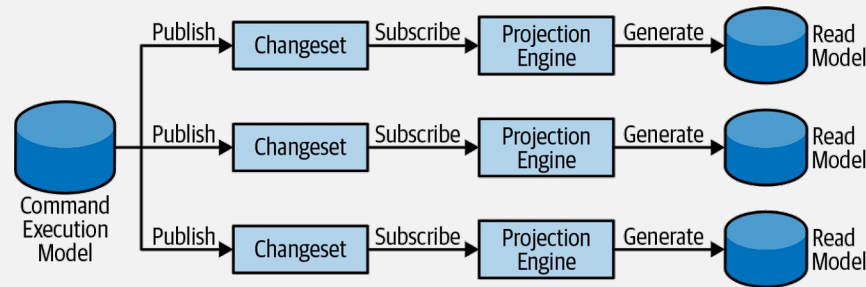 Publish
Changeset
Subscribe
Projection
Engine
Generate
Read
Model
Publish
Changeset
Subscribe
Projection
Engine
Generate
Read
Model
Command
Execution
Model
Publish
Changeset
Subscribe
Projection
Engine
Generate
Read
Model